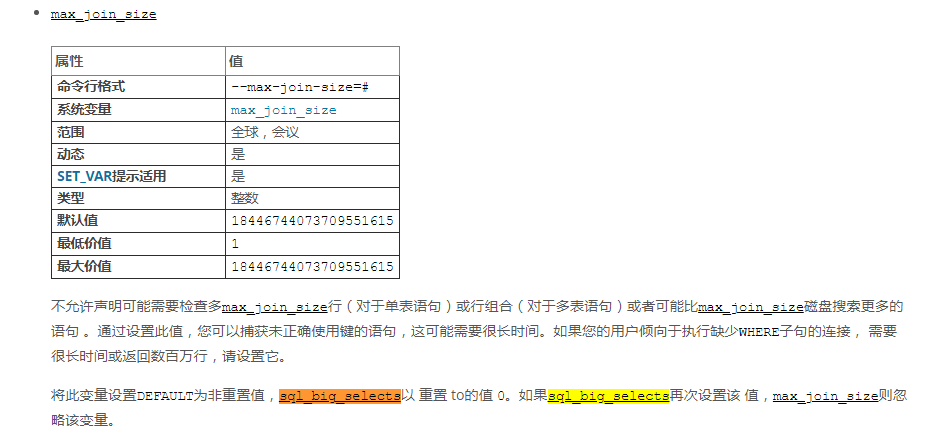 max_join_size
属性 值
命令行格式 --max-join-size=#
系统变量 max_join_size
范围 全球，会议
动态 是
SET_VAR提示适用 是
类型 整数
默认值 18446744073709551615
最低价值 1
最大价值 18446744073709551615
不允许声明可能需要检查多max_join_size行（对于单表语句）或行组合（对于多表语句）或者可能比max_join_size磁盘搜索更多的
语句 。通过设置此值，您可以捕获未正确使用键的语句，这可能需要很长时间。如果您的用户倾向于执行缺少WHERE子句的连接， 需要
很长时间或返回数百万行，请设置它。
将此变量设置DEFAULT为非重置值，sql_big_selects以 重置 to的值 0。如果sql_big_selects再次设置该 值，max_join_size则忽
略该变量。